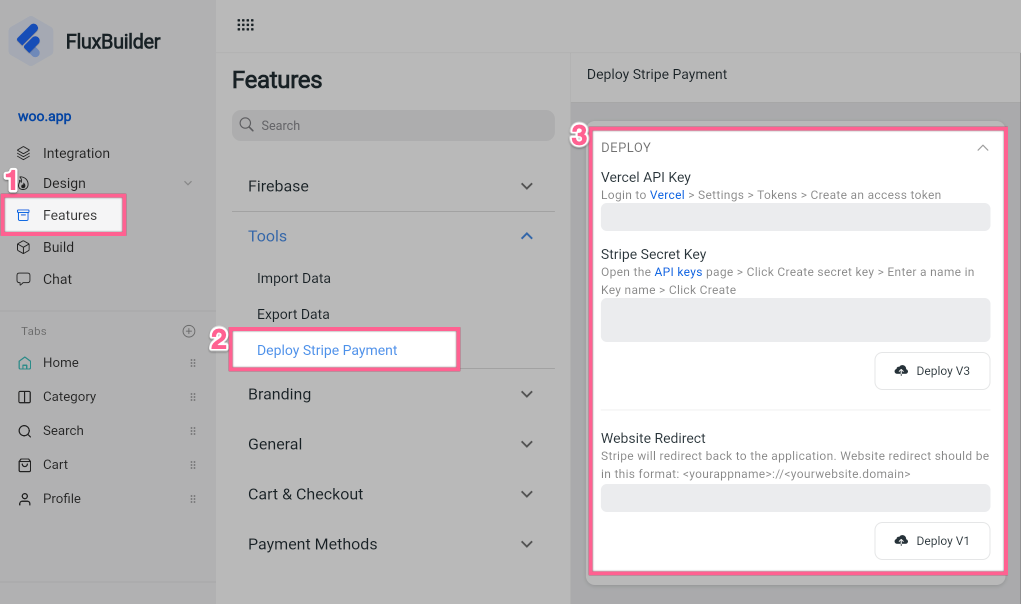 FluxBuilder
woo.app
Integration
1
Design
Features
Build
Chat
Tabs
Home
Category
Search
Cart
Profile
Features
Search
Firebase
Tools
Import Data
Export Data
2
Deploy Stripe Payment
Branding
General
Cart & Checkout
Payment Methods
Deploy Stripe Payment
3
DEPLOY
Vercel API Key
Login to Vercel > Settings > Tokens > Create an access token
Stripe Secret Key
Open the API keys page > Click Create secret key > Enter a name in
Key name > Click Create
Deploy V3
Website Redirect
Stripe will redirect back to the application. Website redirect should be
in this format: <yourappname>://<yourwebsite.domain>
Deploy V1